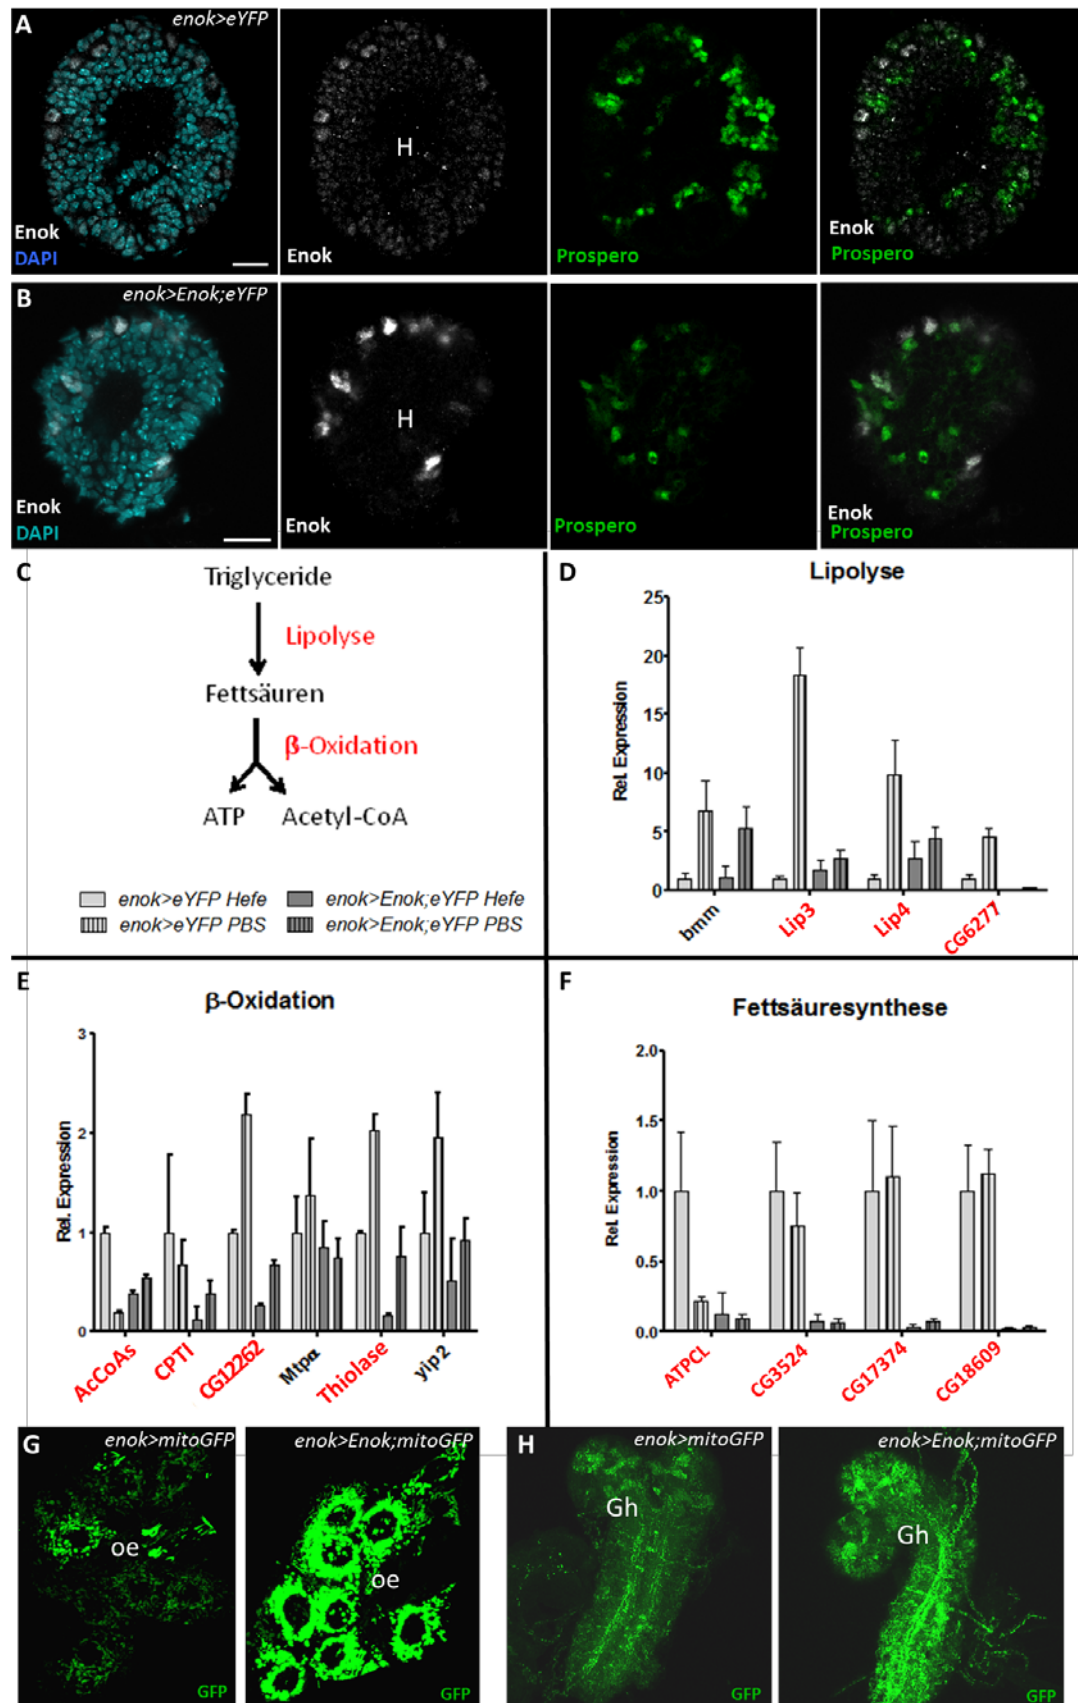 A
enok>eYFP
Enok
DAPI
H
Enok
Prospero
Enok
Prospero
B
enok>Enok;eYFP
Enok
DAPI
H
Enok
Prospero
Enok
Prospero
C
Triglyceride
Lipolyse
Fettsäuren
β-Oxidation
ATP
Acetyl-CoA
enok>eYFP Hefe
enok>Enok;eYFP Hefe
enok>eYFP PBS
enok>Enok;eYFP PBS
D
Lipolyse
Rel. Expression
25
20
15
10
5
0
bmm
Lip3
Lip4
CG6277
E
β-Oxidation
Rel. Expression
3
2
1
0
AcCoAs
CPTI
CG12262
Mtpα
Thiolase
yip2
F
Fettsäuresynthese
Rel. Expression
2.0
1.5
1.0
0.5
0.0
ATPCL
CG3524
CG17374
CG18609
G
enok>mitoGFP
oe
GFP
enok>Enok;mitoGFP
oe
GFP
H
enok>mitoGFP
Gh
GFP
enok>Enok;mitoGFP
Gh
GFP